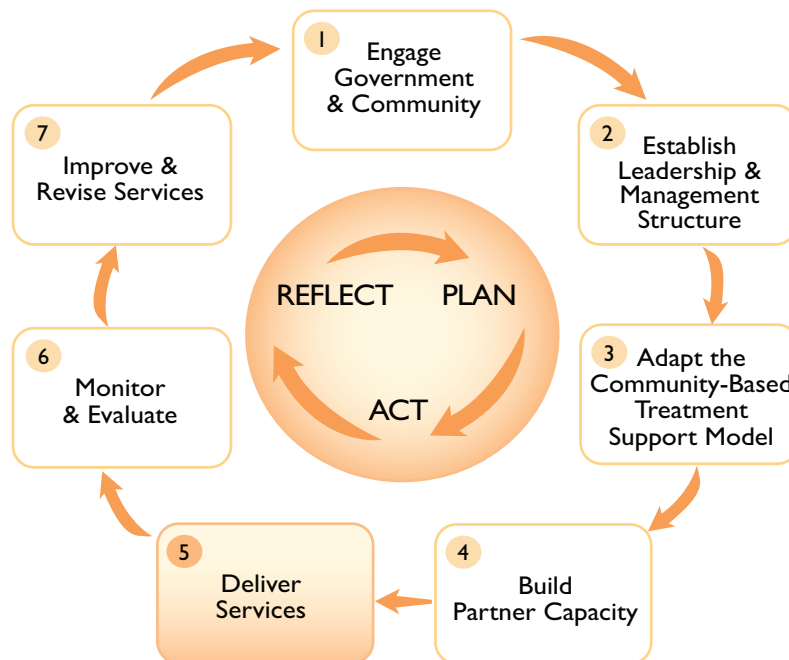 1
Engage
Government
& Community
2
Establish
Leadership &
Management
Structure
3
Adapt the
Community-Based
Treatment
Support Model
4
Build
Partner Capacity
5
Deliver
Services
6
Monitor
& Evaluate
7
Improve &
Revise Services
REFLECT
PLAN
ACT